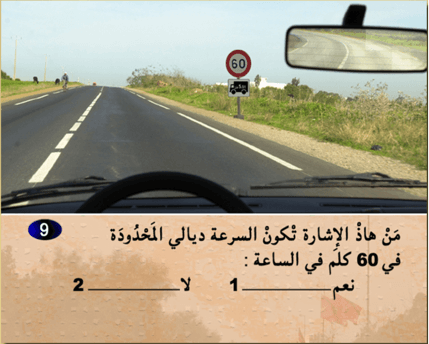 60
9
مَنْ هاذْ الإشارة تْكونْ السرعة ديالي المَحْدُودَة
في 60 كلم في الساعة :
نعم 1 لا 2